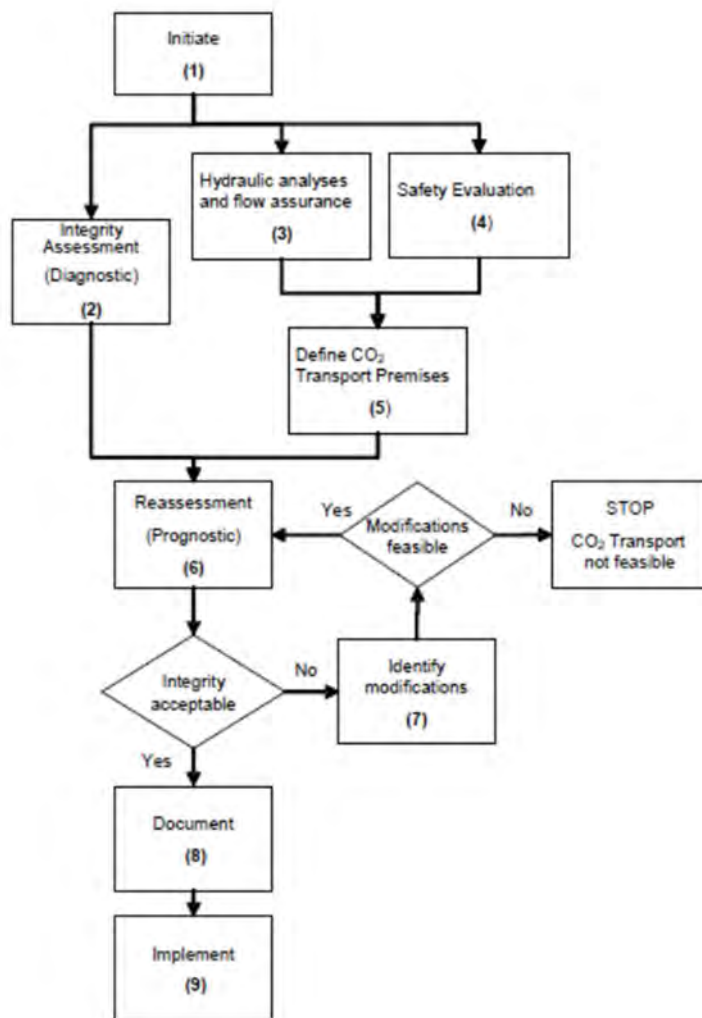 Initiate
(1)
Hydraulic analyses
and flow assurance
(3)
Safety Evaluation
(4)
Integrity
Assessment
(Diagnostic)
(2)
Define CO₂
Transport Premises
(5)
Reassessment
(Prognostic)
(6)
Yes
Modifications
feasible
No
STOP
CO₂ Transport
not feasible
Integrity
acceptable
No
Identify
modifications
(7)
Yes
Document
(8)
Implement
(9)